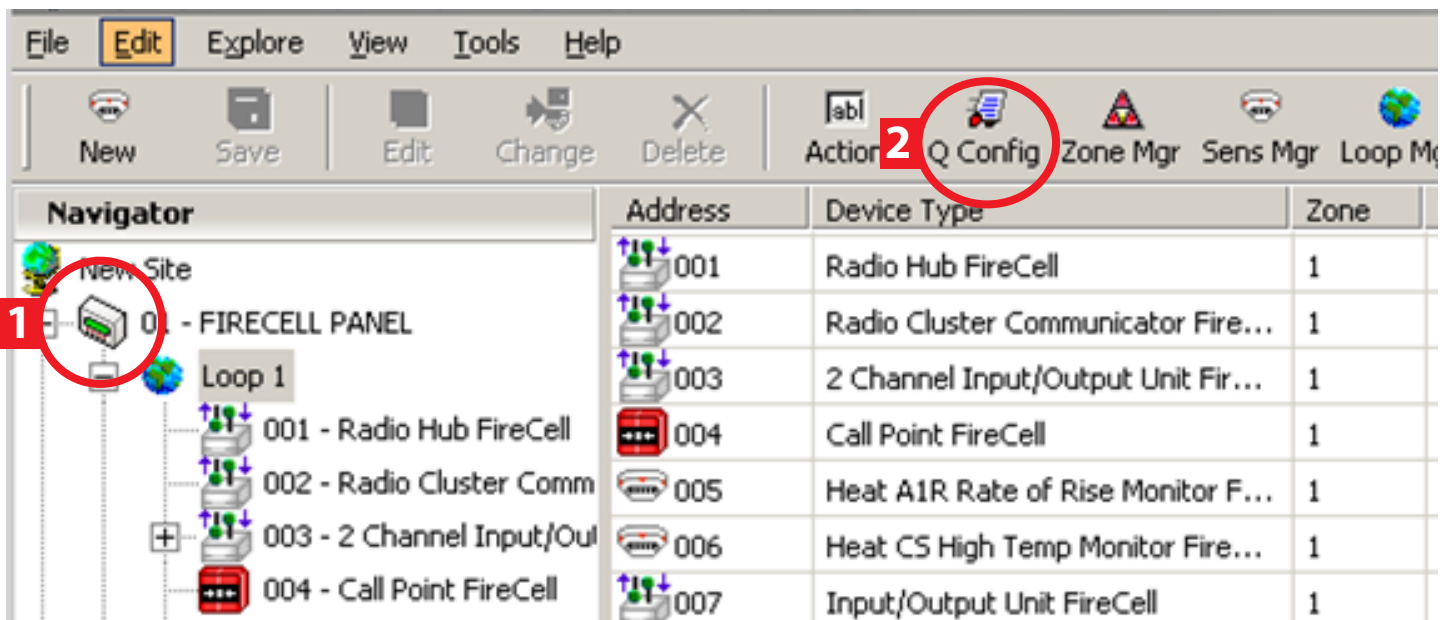 File Edit Explore View Tools Help
New Save Edit Change Delete abl Action 2 Q Config Zone Mgr Sens Mgr Loop Mg
Navigator Address Device Type Zone
New Site
1 01 - FIRECELL PANEL
Loop 1
001 - Radio Hub FireCell
002 - Radio Cluster Comm
003 - 2 Channel Input/Out
004 - Call Point FireCell
001 Radio Hub FireCell 1
002 Radio Cluster Communicator Fire... 1
003 2 Channel Input/Output Unit Fir... 1
004 Call Point FireCell 1
005 Heat A1R Rate of Rise Monitor F... 1
006 Heat CS High Temp Monitor Fire... 1
007 Input/Output Unit FireCell 1